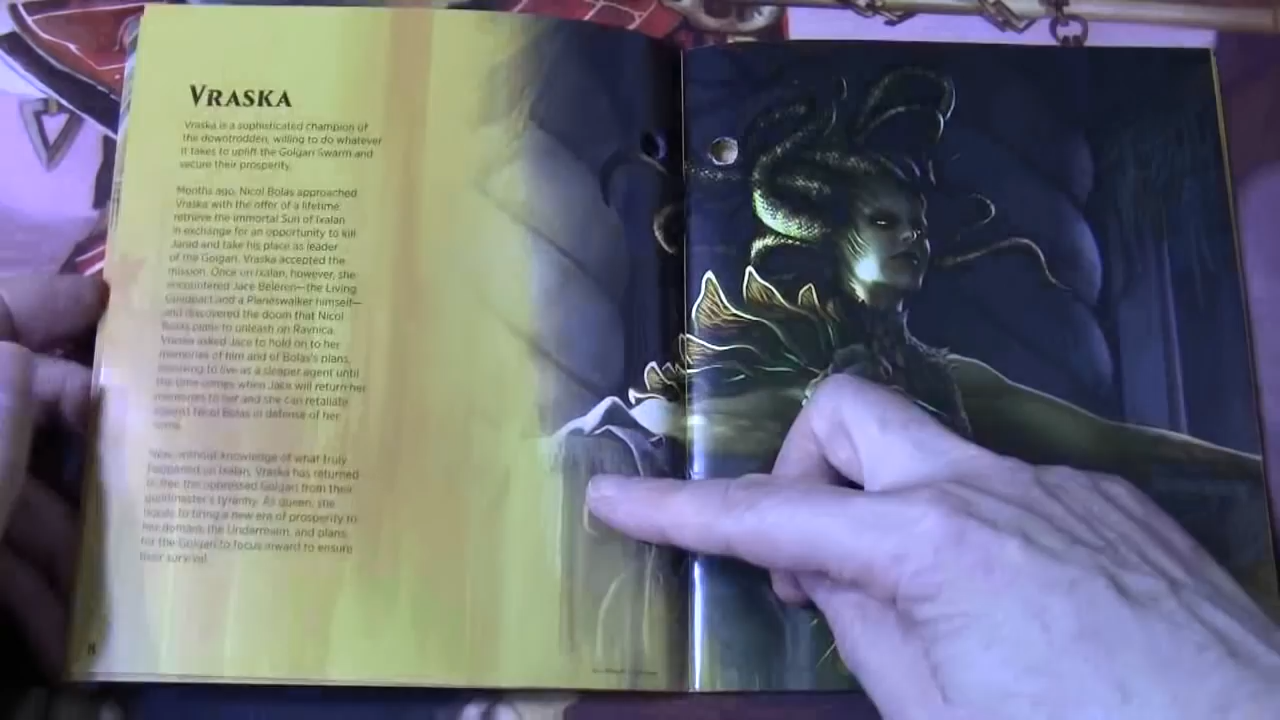 VRASKA
Vraska is a sophisticated champion of
the downtrodden, willing to do whatever
it takes to uplift the Golgari Swarm and
secure their prosperity.
Months ago, Nicol Bolas approached
Vraska with the offer of a lifetime:
retrieve the Immortal Sun of Ixalan
in exchange for an opportunity to kill
Jarad and take his place as leader
of the Golgari. Vraska accepted the
mission. Once on Ixalan, however, she
encountered Jace Beleren—the Living
Guildpact and a Planeswalker himself—
and discovered the doom that Nicol
Bolas plans to unleash on Ravnica.
Vraska asked Jace to hold on to her
memories of him and of Bolas's plans,
planning to live as a sleeper agent until
the time comes when Jace will return her
memories to her and she can retaliate
against Nicol Bolas in defense of her
home.
Now, without knowledge of what truly
happened on Ixalan, Vraska has returned
to free the oppressed Golgari from their
guildmaster's tyranny. As queen, she
hopes to bring a new era of prosperity to
her domain, the Undercity realm, and plans
for the Golgari to focus inward to ensure
their survival.